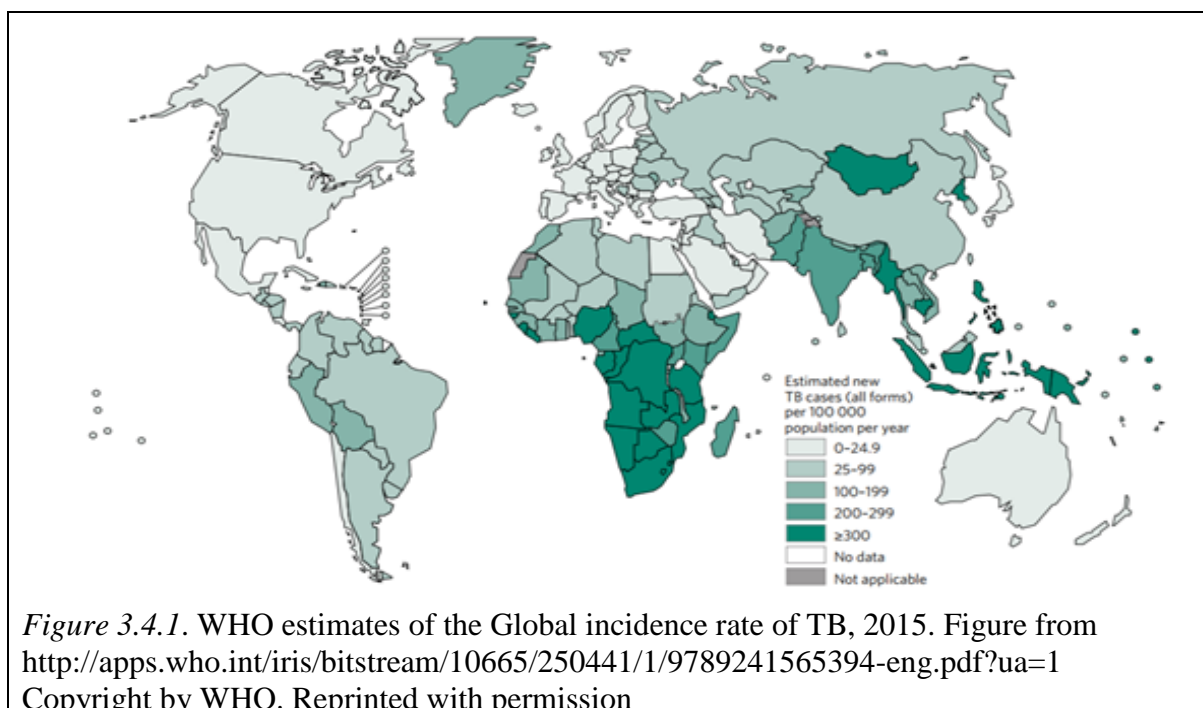 Estimated new
TB cases (all forms)
per 100 000
population per year
0–24.9
25–99
100–199
200–299
≥300
No data
Not applicable
Figure 3.4.1. WHO estimates of the Global incidence rate of TB, 2015. Figure from
http://apps.who.int/iris/bitstream/10665/250441/1/9789241565394-eng.pdf?ua=1
Copyright by WHO. Reprinted with permission